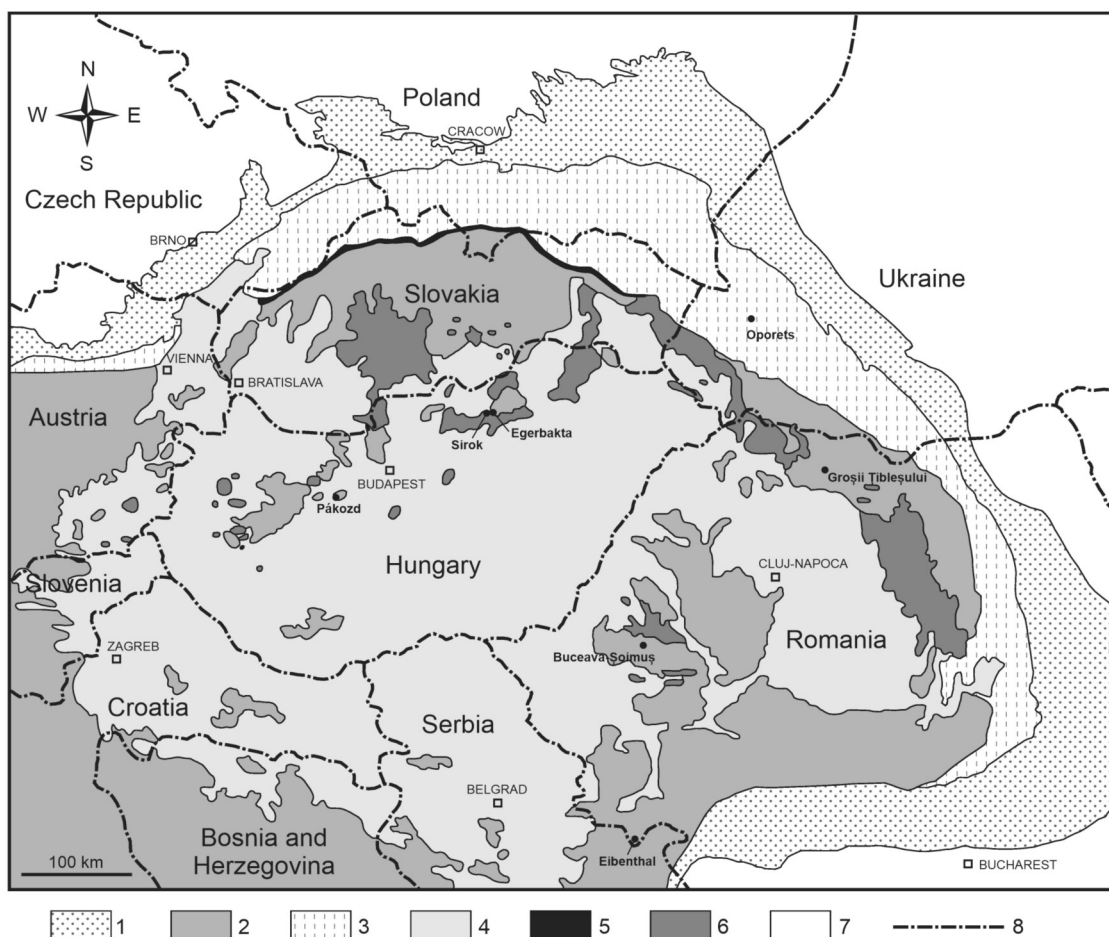 N
W E
S
Poland
CRACOW
Czech Republic
BRNO
Ukraine
Slovakia
Oporets
VIENNA
BRATISLAVA
Austria
Sirok
Egerbakta
BUDAPEST
Pákozd
Groșii Țibleșului
Hungary
CLUJ-NAPOCA
Slovenia
ZAGREB
Buceava Șoimuș
Romania
Croatia
Serbia
BELGRAD
Bosnia and
Herzegovina
Eibenthal
100 km
BUCHAREST
1 2 3 4 5 6 7 8